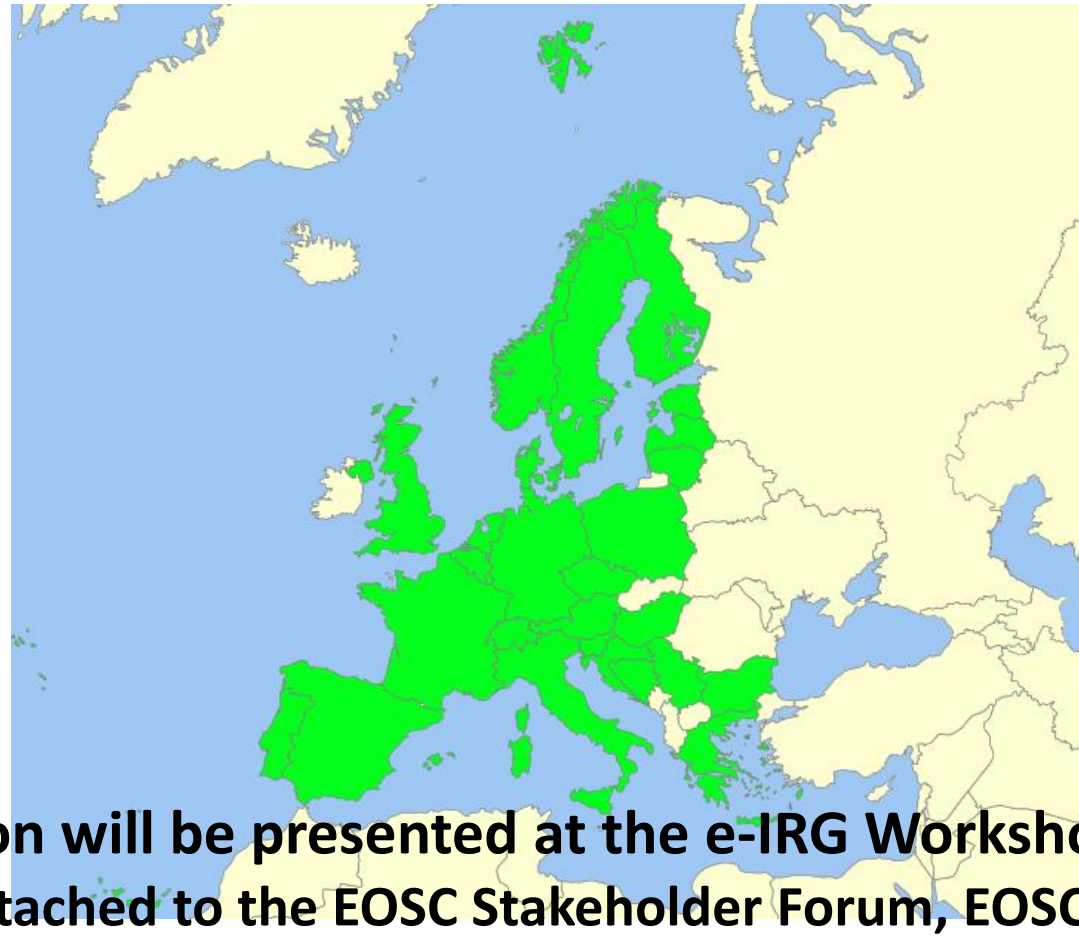 on will be presented at the e-IRG Worksho
tached to the EOSC Stakeholder Forum, EOSC